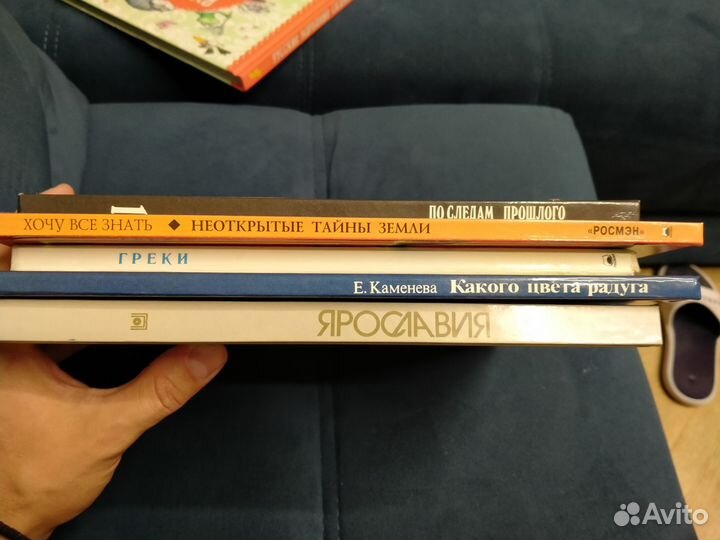 ПО СЛЕДАМ ПРОШЛОГО
ХОЧУ ВСЕ ЗНАТЬ ◆ НЕОТКРЫТЫЕ ТАЙНЫ ЗЕМЛИ «РОСМЭН»
ГРЕКИ
Е. Каменева Какого цвета радуга
ЯРОСЛАВИЯ
Avito